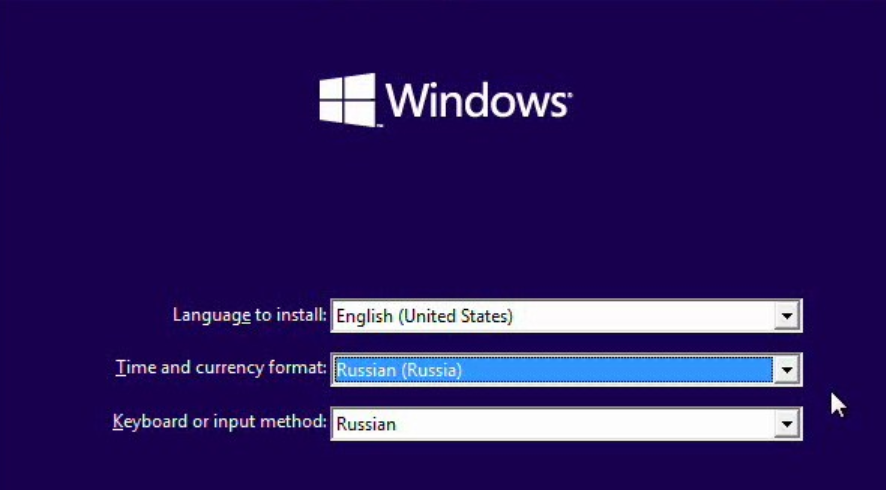 Windows
Language to install: English (United States)
Time and currency format: Russian (Russia)
Keyboard or input method: Russian